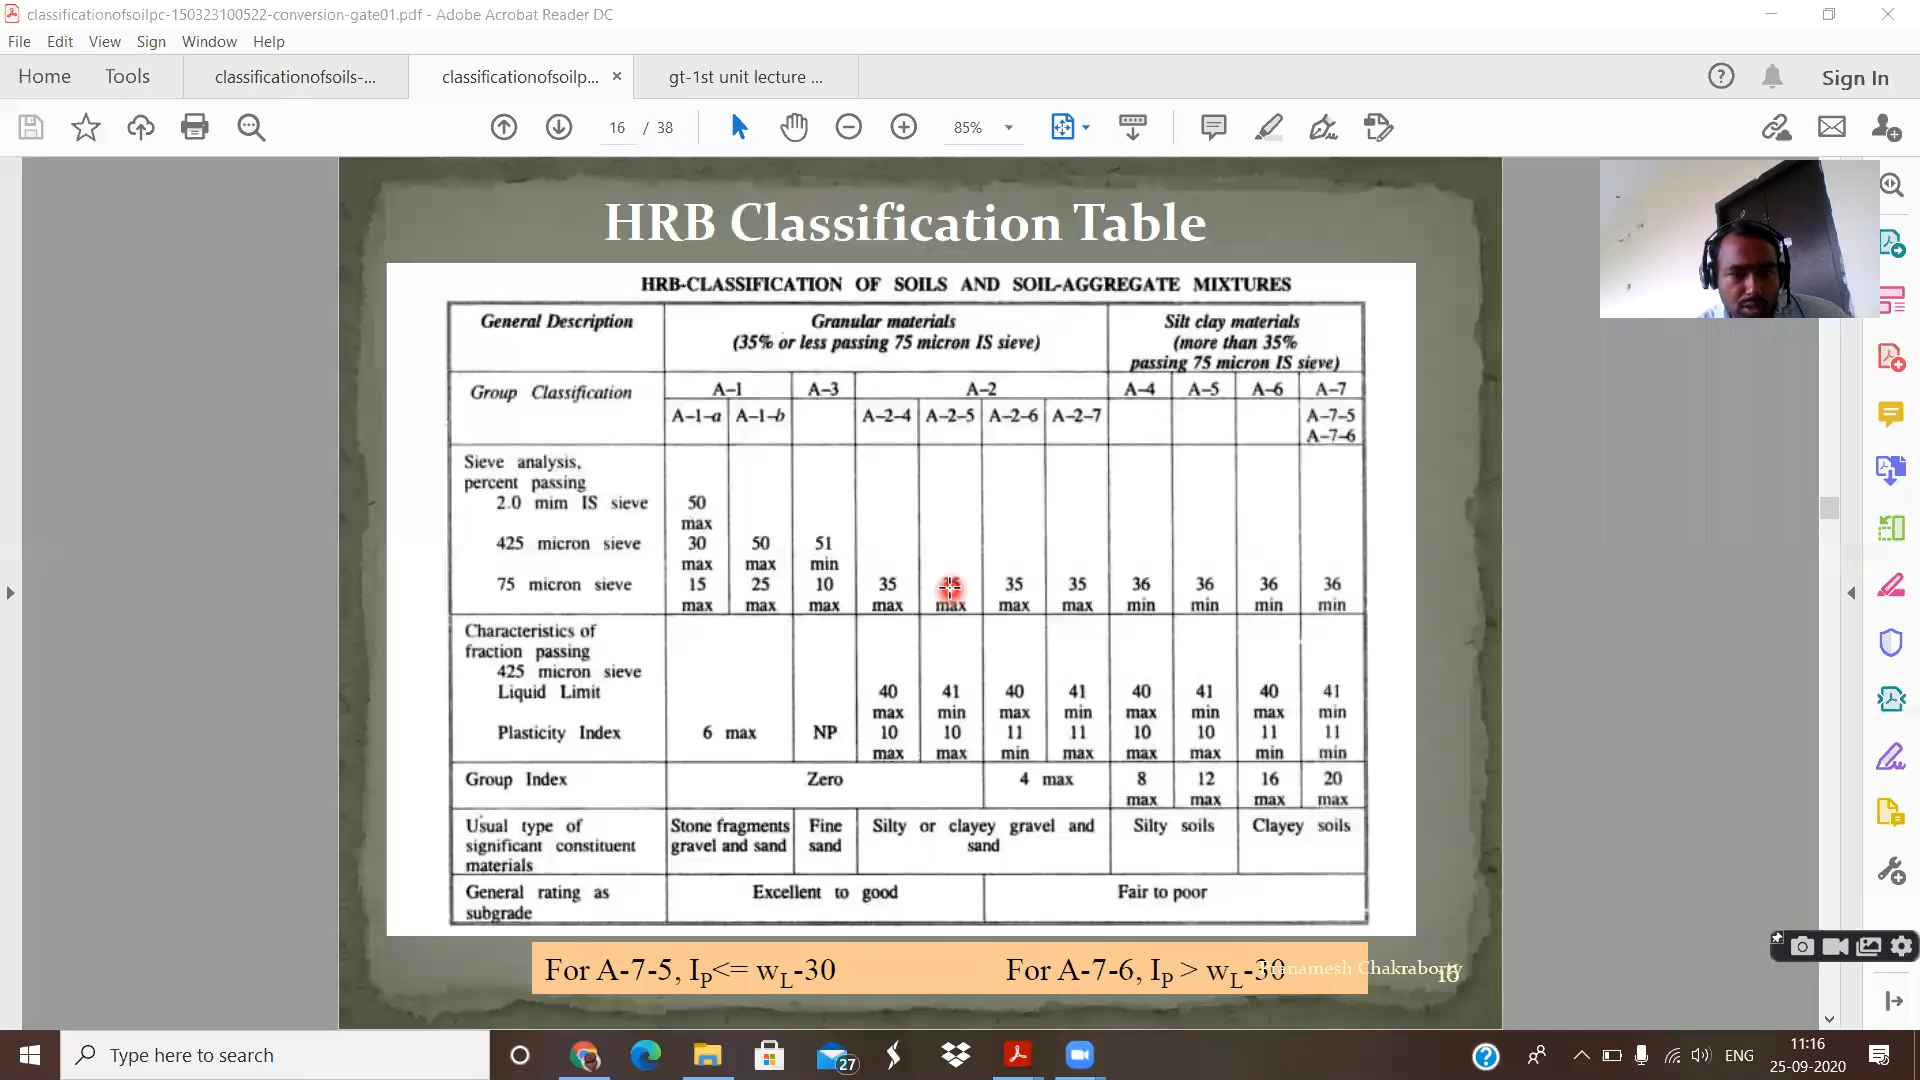 classificationofsoilpc-150323100522-conversion-gate01.pdf - Adobe Acrobat Reader DC
File Edit View Sign Window Help
Home Tools classificationofsoils-... classificationofsoilp... × gt-1st unit lecture ... Sign In
16 / 38 85%
HRB Classification Table
HRB-CLASSIFICATION OF SOILS AND SOIL-AGGREGATE MIXTURES
General Description Granular materials Silt clay materials
(35% or less passing 75 micron IS sieve) (more than 35%
passing 75 micron IS sieve)
Group Classification A-1 A-3 A-2 A-4 A-5 A-6 A-7
A-1-a A-1-b A-2-4 A-2-5 A-2-6 A-2-7 A-7-5
A-7-6
Sieve analysis,
percent passing
2.0 mim IS sieve 50
max
425 micron sieve 30 50 51
max max min
75 micron sieve 15 25 10 35 35 35 36 36 36 36
max max max max max max max min min min min
Characteristics of
fraction passing
425 micron sieve
Liquid Limit 40 41 40 41 40 41 40 41
max min max min max min max min
Plasticity Index 6 max NP 10 10 11 11 10 10 11 11
max max min max max max min min
Group Index Zero 4 max 8 12 16 20
max max max max
Usual type of Stone fragments Fine Silty or clayey gravel and Silty soils Clayey soils
significant constituent gravel and sand sand sand
materials
General rating as Excellent to good Fair to poor
subgrade
For A-7-5, IP<= wL-30 For A-7-6, IP > wL-30
Pranamesh Chakraborty 16
Type here to search 27 ENG 11:16
25-09-2020